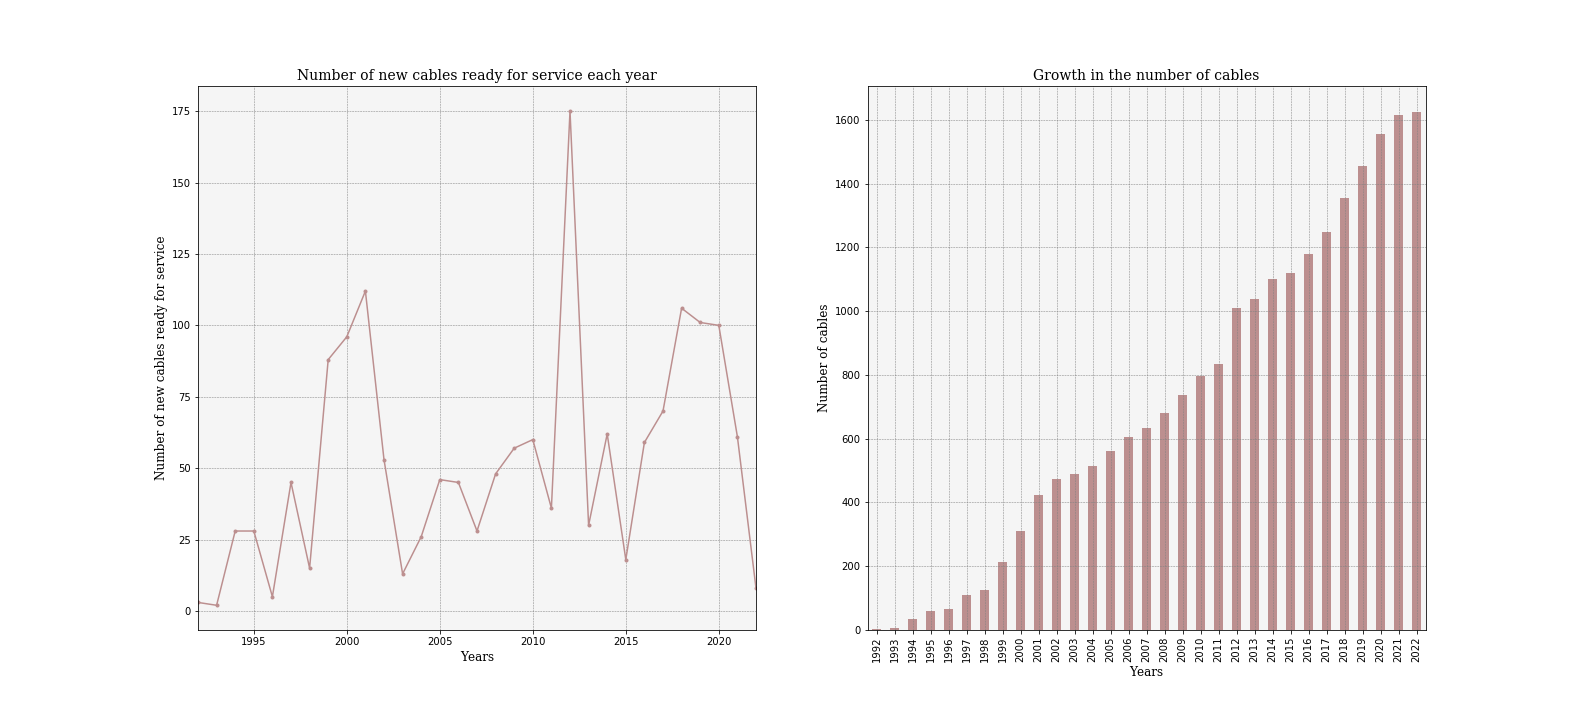 Number of new cables ready for service each year
Number of new cables ready for service
175
150
125
100
75
50
25
0
1995 2000 2005 2010 2015 2020
Years
Growth in the number of cables
Number of cables
1600
1400
1200
1000
800
600
400
200
0
1992 1993 1994 1995 1996 1997 1998 1999 2000 2001 2002 2003 2004 2005 2006 2007 2008 2009 2010 2011 2012 2013 2014 2015 2016 2017 2018 2019 2020 2021 2022
Years